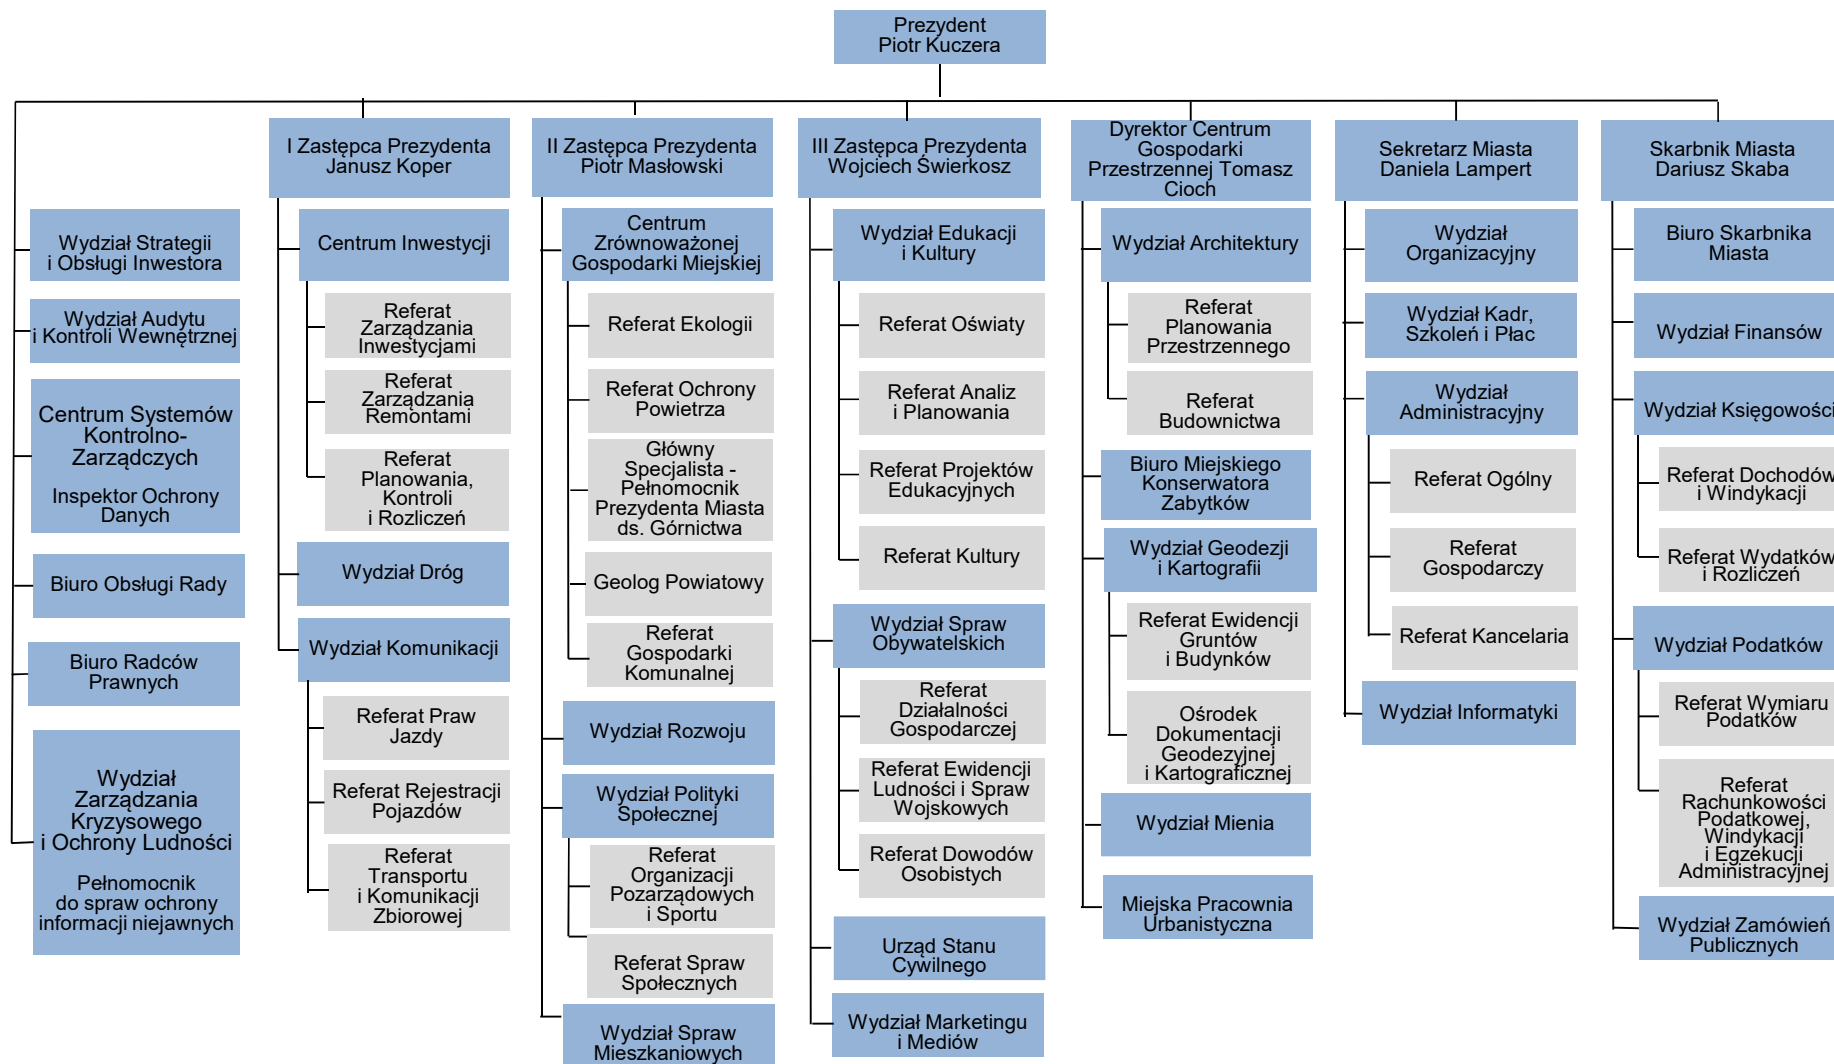 Prezydent
Piotr Kuczera
I Zastępca Prezydenta
Janusz Koper
II Zastępca Prezydenta
Piotr Masłowski
III Zastępca Prezydenta
Wojciech Świerkosz
Dyrektor Centrum
Gospodarki
Przestrzennej Tomasz
Cioch
Sekretarz Miasta
Daniela Lampert
Skarbnik Miasta
Dariusz Skaba
Wydział Strategii
i Obsługi Inwestora
Wydział Audytu
i Kontroli Wewnętrznej
Centrum Systemów
Kontrolno-
Zarządczych
Inspektor Ochrony
Danych
Biuro Obsługi Rady
Biuro Radców
Prawnych
Wydział
Zarządzania
Kryzysowego
i Ochrony Ludności
Pełnomocnik
do spraw ochrony
informacji niejawnych
Centrum Inwestycji
Referat
Zarządzania
Inwestycjami
Referat
Zarządzania
Remontami
Referat
Planowania,
Kontroli
i Rozliczeń
Wydział Dróg
Wydział Komunikacji
Referat Praw
Jazdy
Referat Rejestracji
Pojazdów
Referat
Transportu
i Komunikacji
Zbiorowej
Centrum
Zrównoważonej
Gospodarki Miejskiej
Referat Ekologii
Referat Ochrony
Powietrza
Główny
Specjalista -
Pełnomocnik
Prezydenta Miasta
ds. Górnictwa
Geolog Powiatowy
Referat
Gospodarki
Komunalnej
Wydział Rozwoju
Wydział Polityki
Społecznej
Referat
Organizacji
Pozarządowych
i Sportu
Referat Spraw
Społecznych
Wydział Spraw
Mieszkaniowych
Wydział Edukacji
i Kultury
Referat Oświaty
Referat Analiz
i Planowania
Referat Projektów
Edukacyjnych
Referat Kultury
Wydział Spraw
Obywatelskich
Referat
Działalności
Gospodarczej
Referat Ewidencji
Ludności i Spraw
Wojskowych
Referat Dowodów
Osobistych
Urząd Stanu
Cywilnego
Wydział Marketingu
i Mediów
Wydział Architektury
Referat
Planowania
Przestrzennego
Referat
Budownictwa
Biuro Miejskiego
Konserwatora
Zabytków
Wydział Geodezji
i Kartografii
Referat Ewidencji
Gruntów
i Budynków
Ośrodek
Dokumentacji
Geodezyjnej
i Kartograficznej
Wydział Mienia
Miejska Pracownia
Urbanistyczna
Wydział
Organizacyjny
Wydział Kadr,
Szkoleń i Płac
Wydział
Administracyjny
Referat Ogólny
Referat
Gospodarczy
Referat Kancelaria
Wydział Informatyki
Biuro Skarbnika
Miasta
Wydział Finansów
Wydział Księgowości
Referat Dochodów
i Windykacji
Referat Wydatków
i Rozliczeń
Wydział Podatków
Referat Wymiaru
Podatków
Referat
Rachunkowości
Podatkowej,
Windykacji
i Egzekucji
Administracyjnej
Wydział Zamówień
Publicznych